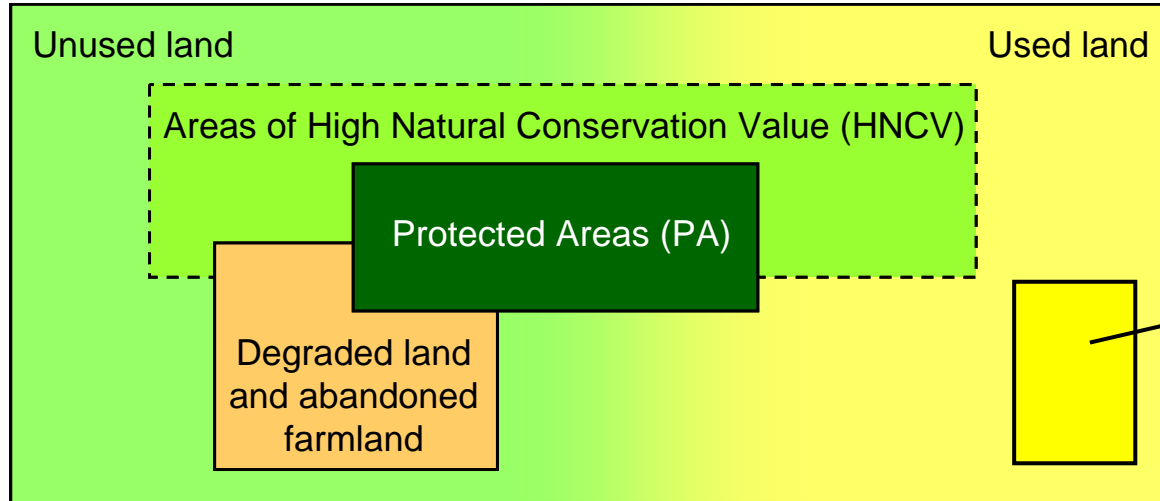 Unused land
Used land
Areas of High Natural Conservation Value (HNCV)
Protected Areas (PA)
Degraded land
and abandoned
farmland